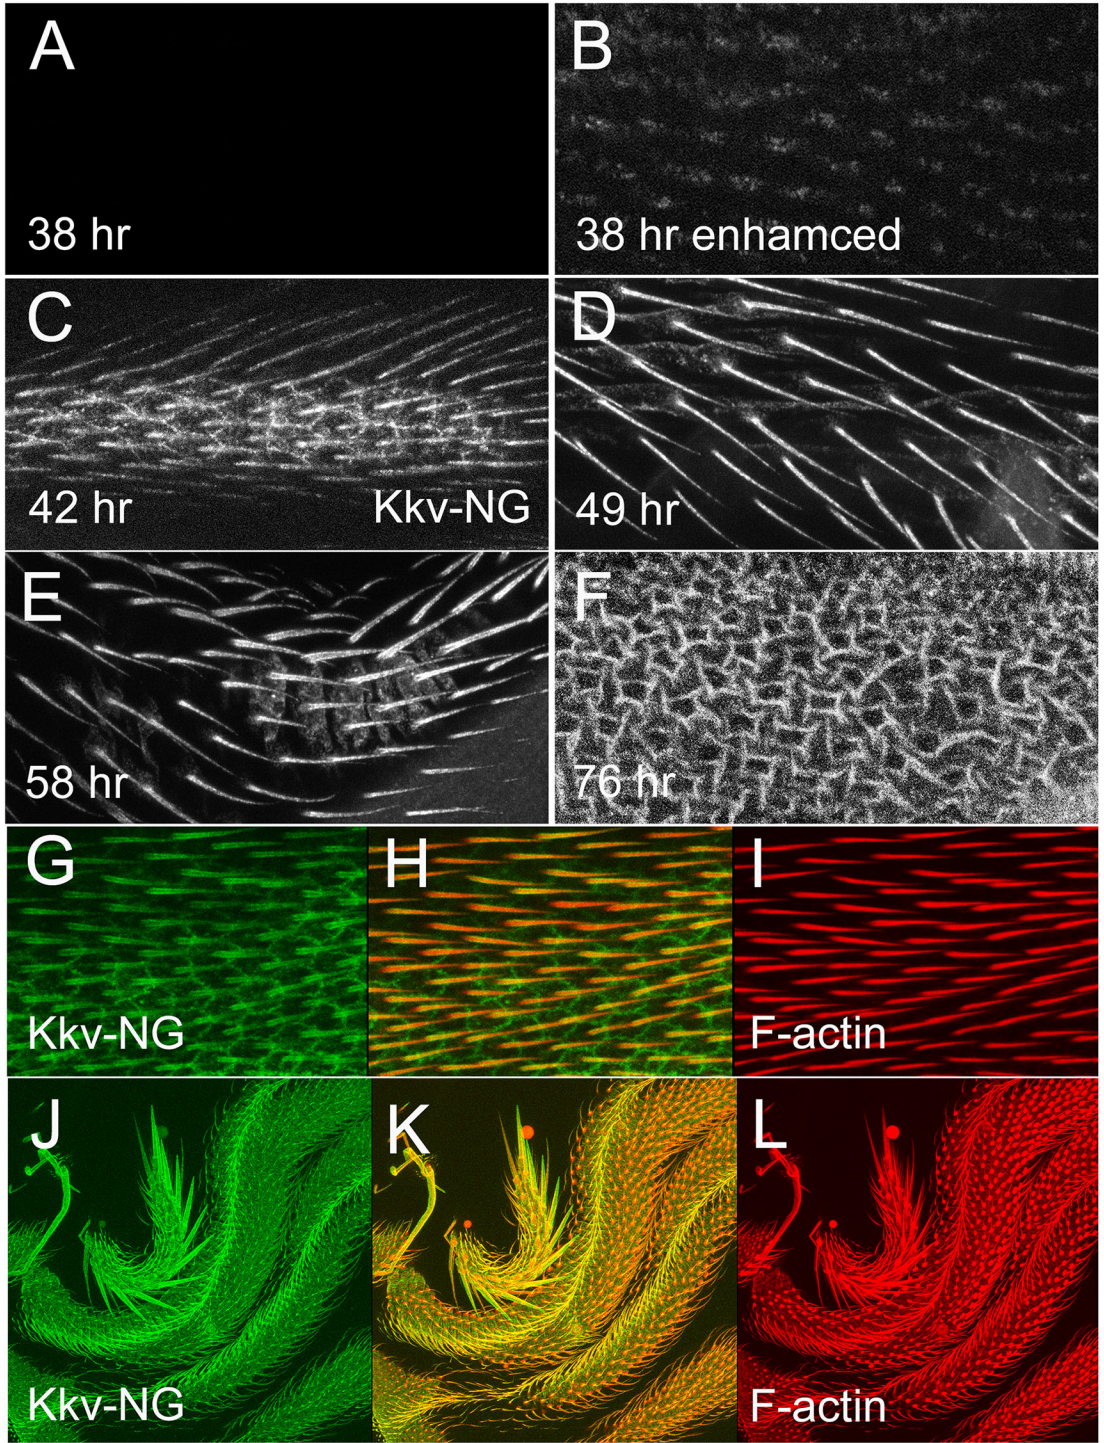 A
38 hr
B
38 hr enhamced
C
42 hr
Kkv-NG
D
49 hr
E
58 hr
F
76 hr
G
Kkv-NG
H
I
F-actin
J
Kkv-NG
K
L
F-actin